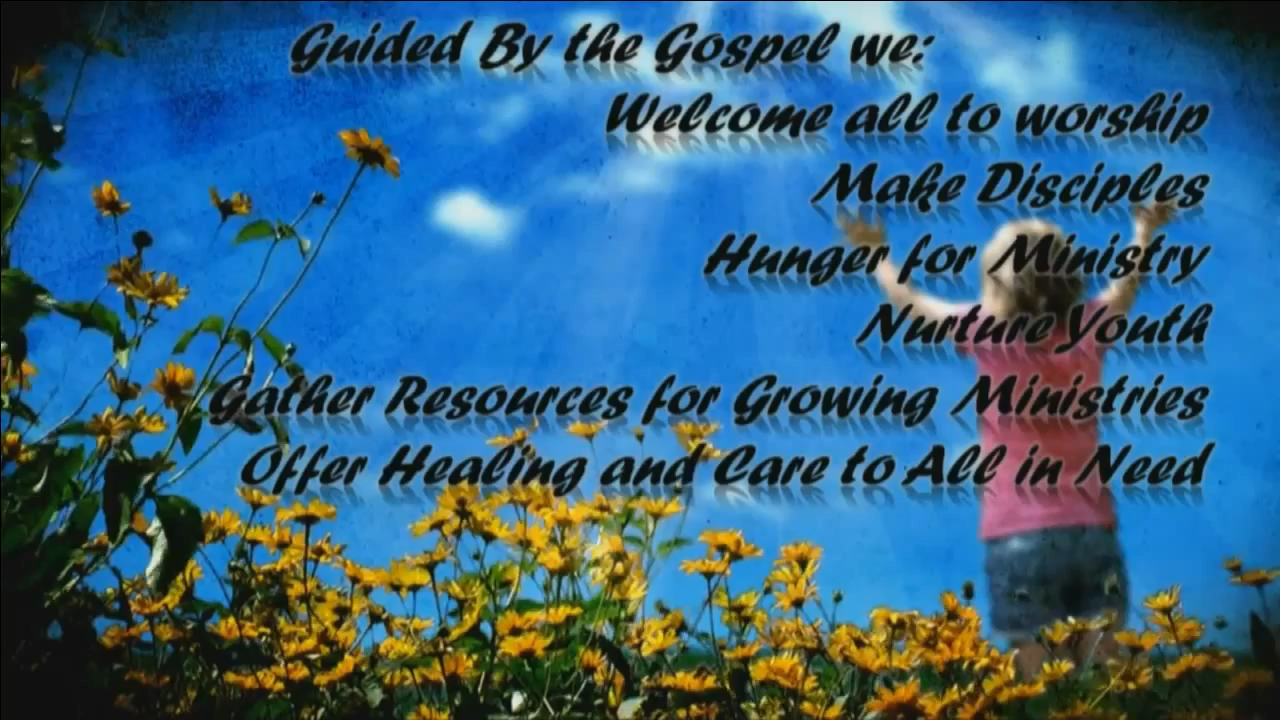 Guided By the Gospel we:
Welcome all to worship
Make Disciples
Hunger for Ministry
Nurture Youth
Gather Resources for Growing Ministries
Offer Healing and Care to All in Need